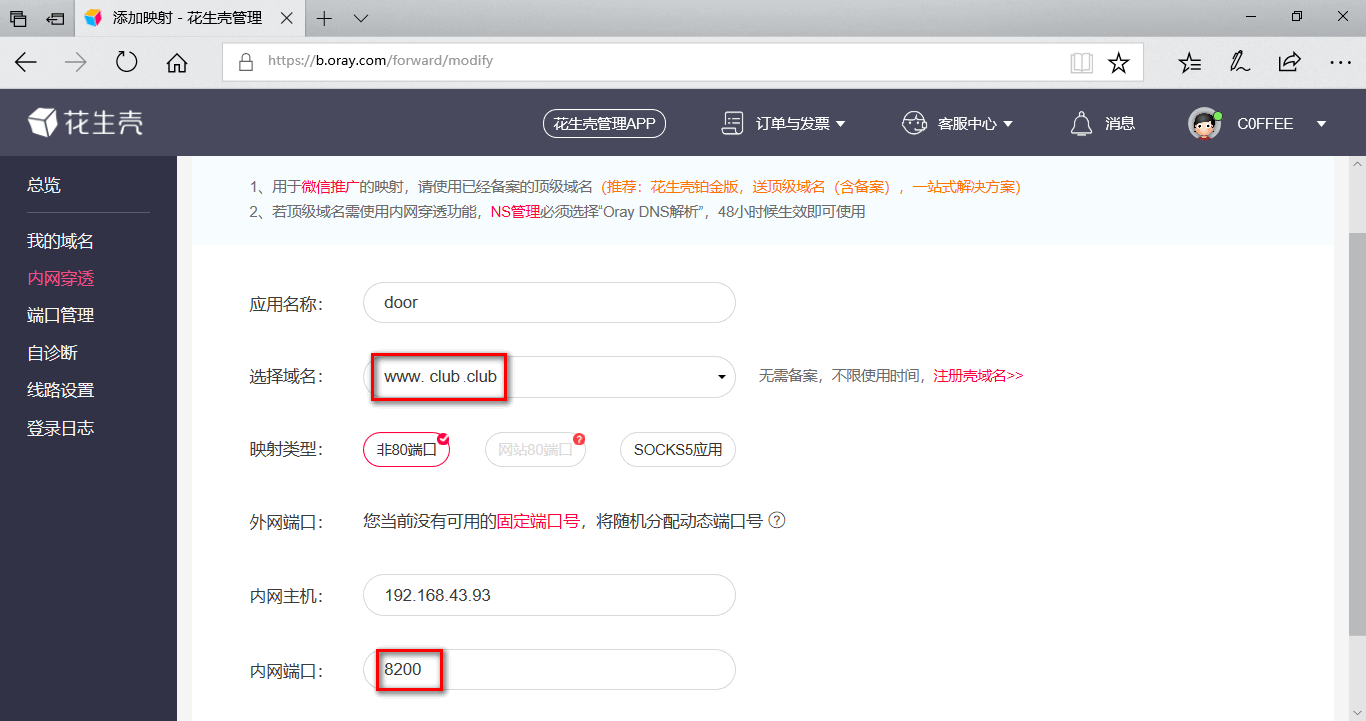 添加映射 - 花生壳管理
https://b.oray.com/forward/modify
花生壳
花生壳管理APP
订单与发票
客服中心
消息
C0FFEE
总览
我的域名
内网穿透
端口管理
自诊断
线路设置
登录日志
1、用于微信推广的映射，请使用已经备案的顶级域名（推荐：花生壳铂金版，送顶级域名（含备案），一站式解决方案）
2、若顶级域名需使用内网穿透功能，NS管理必须选择“Oray DNS解析”，48小时候生效即可使用
应用名称： door
选择域名： www. club .club 无需备案，不限使用时间，注册壳域名>>
映射类型： 非80端口 网站80端口 ? SOCKS5应用
外网端口： 您当前没有可用的固定端口号，将随机分配动态端口号 ?
内网主机： 192.168.43.93
内网端口： 8200